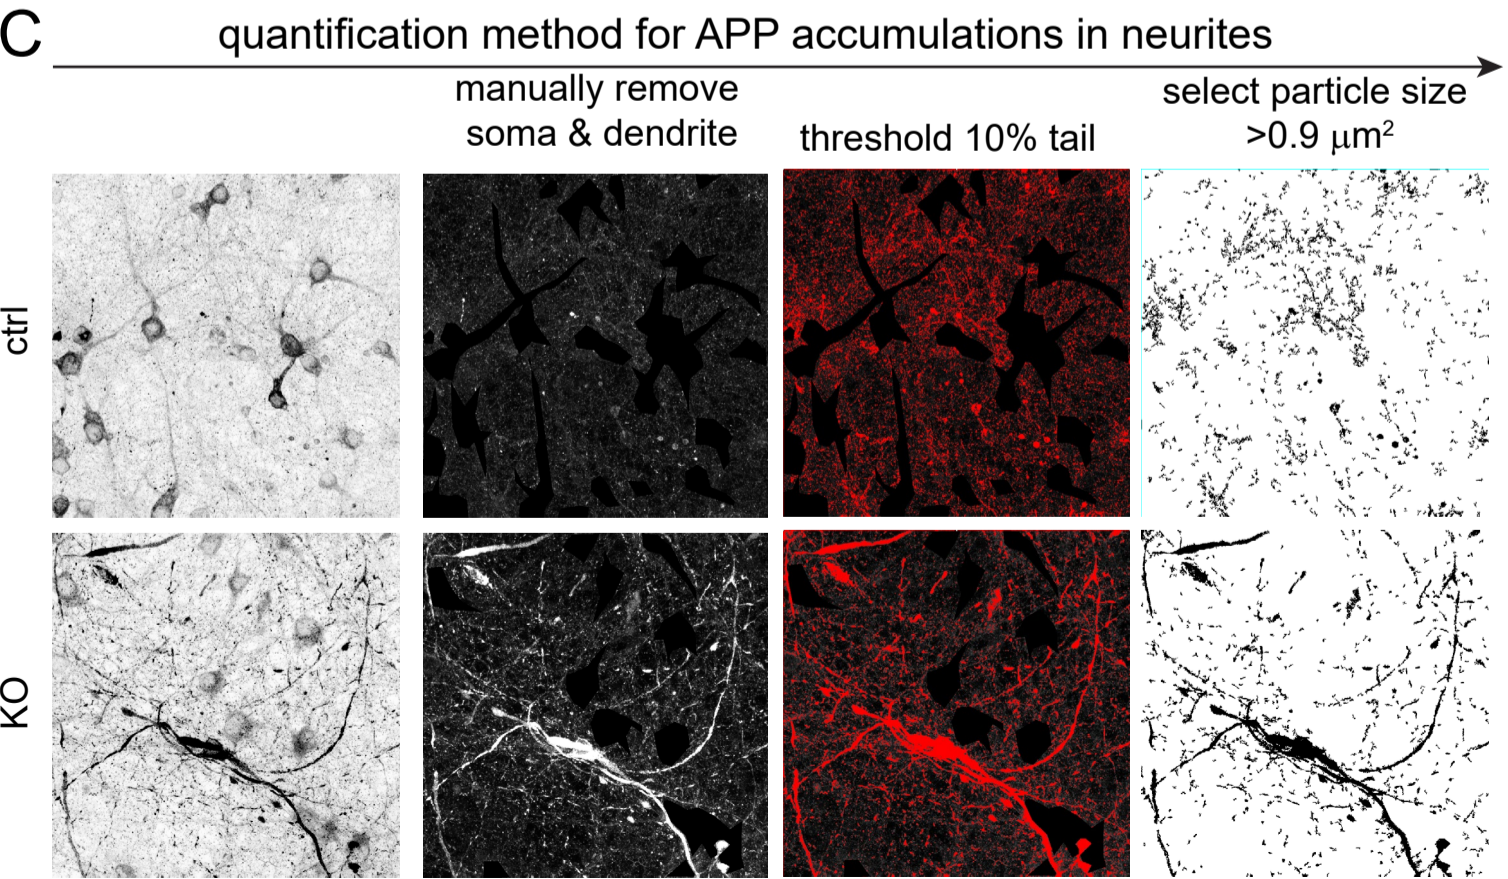 C
quantification method for APP accumulations in neurites
manually remove
soma & dendrite
threshold 10% tail
select particle size
>0.9 μm²
ctrl
KO